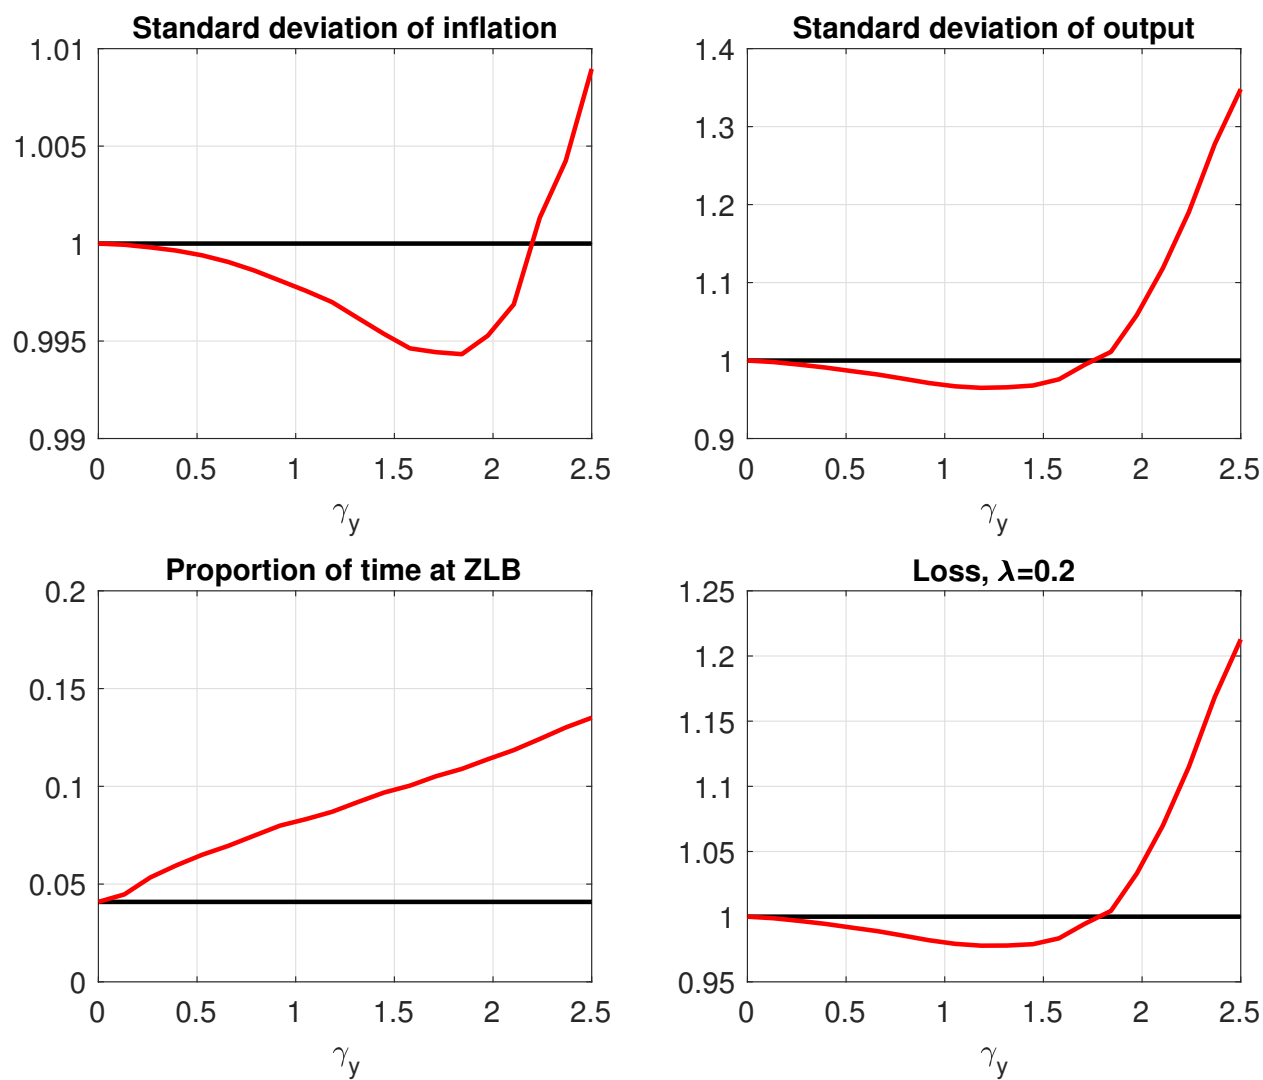 Standard deviation of inflation
1.01
1.005
1
0.995
0.99
0 0.5 1 1.5 2 2.5
γy
Standard deviation of output
1.4
1.3
1.2
1.1
1
0.9
0 0.5 1 1.5 2 2.5
γy
Proportion of time at ZLB
0.2
0.15
0.1
0.05
0
0 0.5 1 1.5 2 2.5
γy
Loss, λ=0.2
1.25
1.2
1.15
1.1
1.05
1
0.95
0 0.5 1 1.5 2 2.5
γy